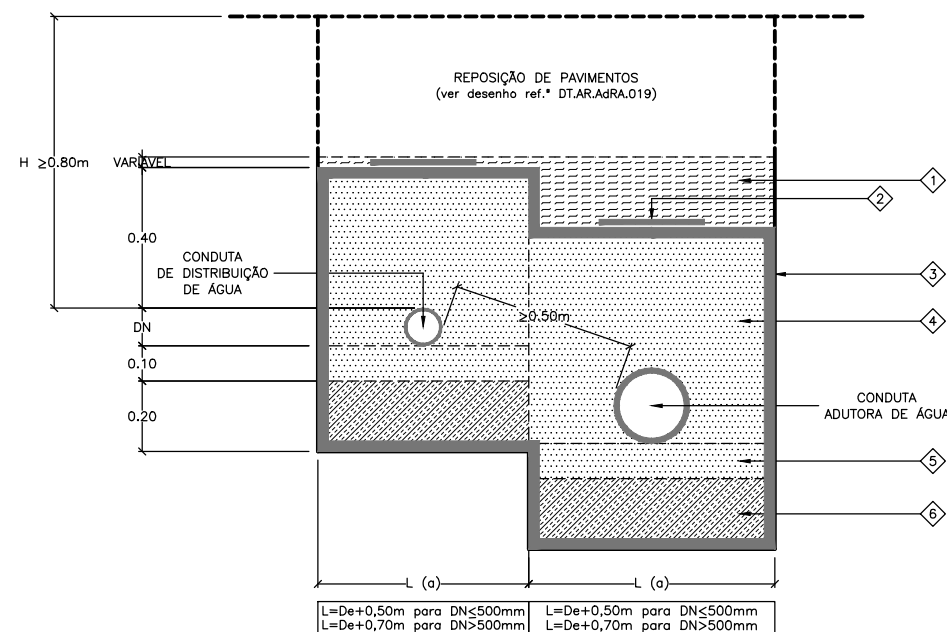 REPOSIÇÃO DE PAVIMENTOS
(ver desenho ref.ª DT.AR.AdRA.019)
H ≥0.80m
VARIÁVEL
1
2
0.40
CONDUTA
DE DISTRIBUIÇÃO
DE ÁGUA
3
≥0.50m
4
DN
0.10
0.20
CONDUTA
ADUTORA DE ÁGUA
5
6
L (a)
L (a)
L=De+0,50m para DN≤500mm
L=De+0,70m para DN>500mm
L=De+0,50m para DN≤500mm
L=De+0,70m para DN>500mm